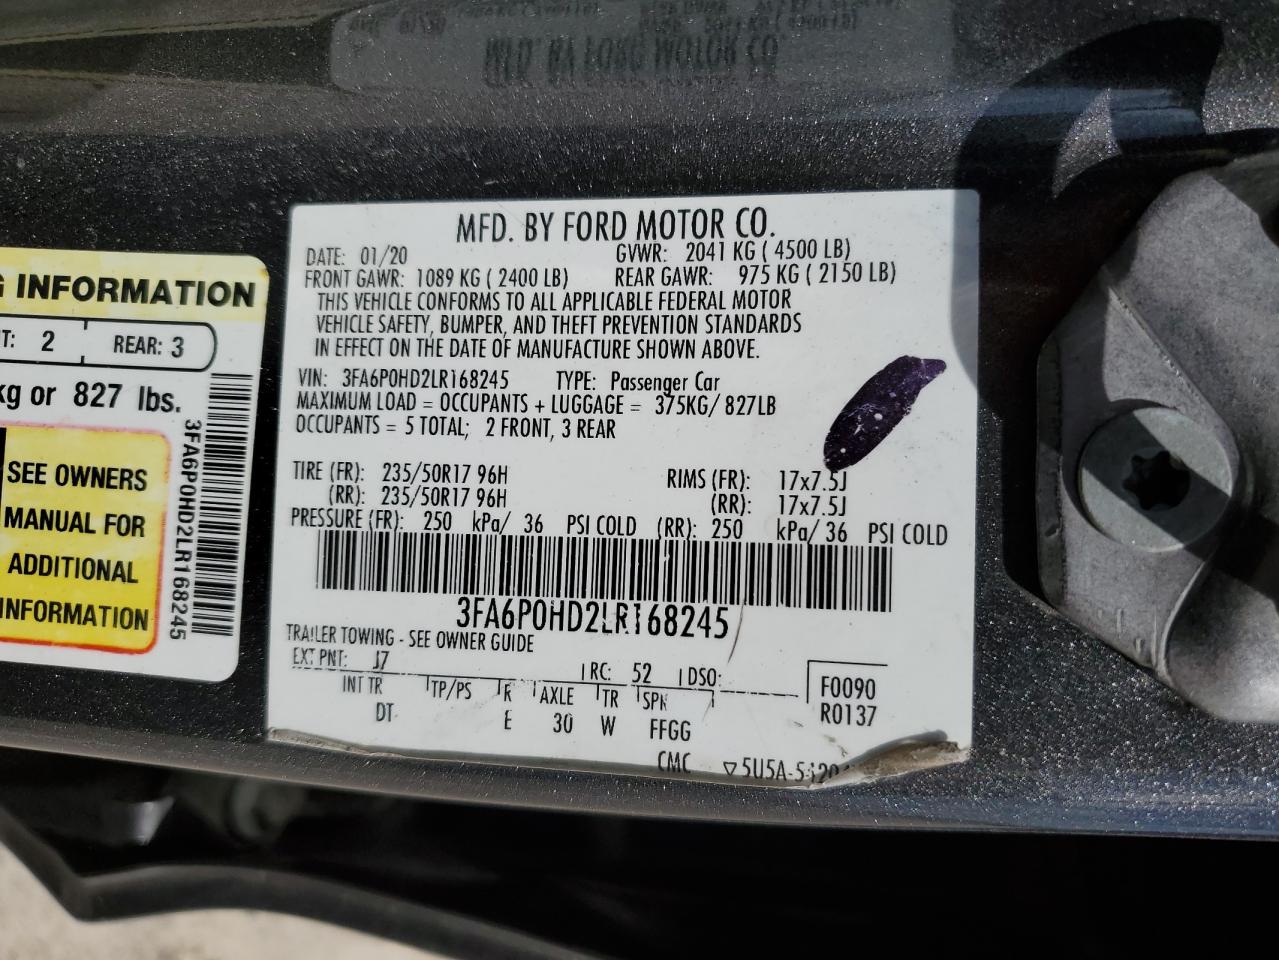 MFD. BY FORD MOTOR CO.
DATE: 01/20 GVWR: 2041 KG ( 4500 LB)
FRONT GAWR: 1089 KG ( 2400 LB) REAR GAWR: 975 KG ( 2150 LB)
THIS VEHICLE CONFORMS TO ALL APPLICABLE FEDERAL MOTOR
VEHICLE SAFETY, BUMPER, AND THEFT PREVENTION STANDARDS
IN EFFECT ON THE DATE OF MANUFACTURE SHOWN ABOVE.
VIN: 3FA6P0HD2LR168245 TYPE: Passenger Car
MAXIMUM LOAD = OCCUPANTS + LUGGAGE = 375KG/ 827LB
OCCUPANTS = 5 TOTAL; 2 FRONT, 3 REAR
TIRE (FR): 235/50R17 96H RIMS (FR): 17x7.5J
(RR): 235/50R17 96H (RR): 17x7.5J
PRESSURE (FR): 250 kPa/ 36 PSI COLD (RR): 250 kPa/ 36 PSI COLD
3FA6P0HD2LR168245
TRAILER TOWING - SEE OWNER GUIDE
EXT PNT: J7 RC: 52 DSO:
INT TR TP/PS R AXLE TR SPR
DT E 30 W FFGG
F0090
R0137
CMC ▽5U5A-
G INFORMATION
T: 2 REAR: 3
kg or 827 lbs.
SEE OWNERS
MANUAL FOR
ADDITIONAL
INFORMATION
3FA6P0HD2LR168245